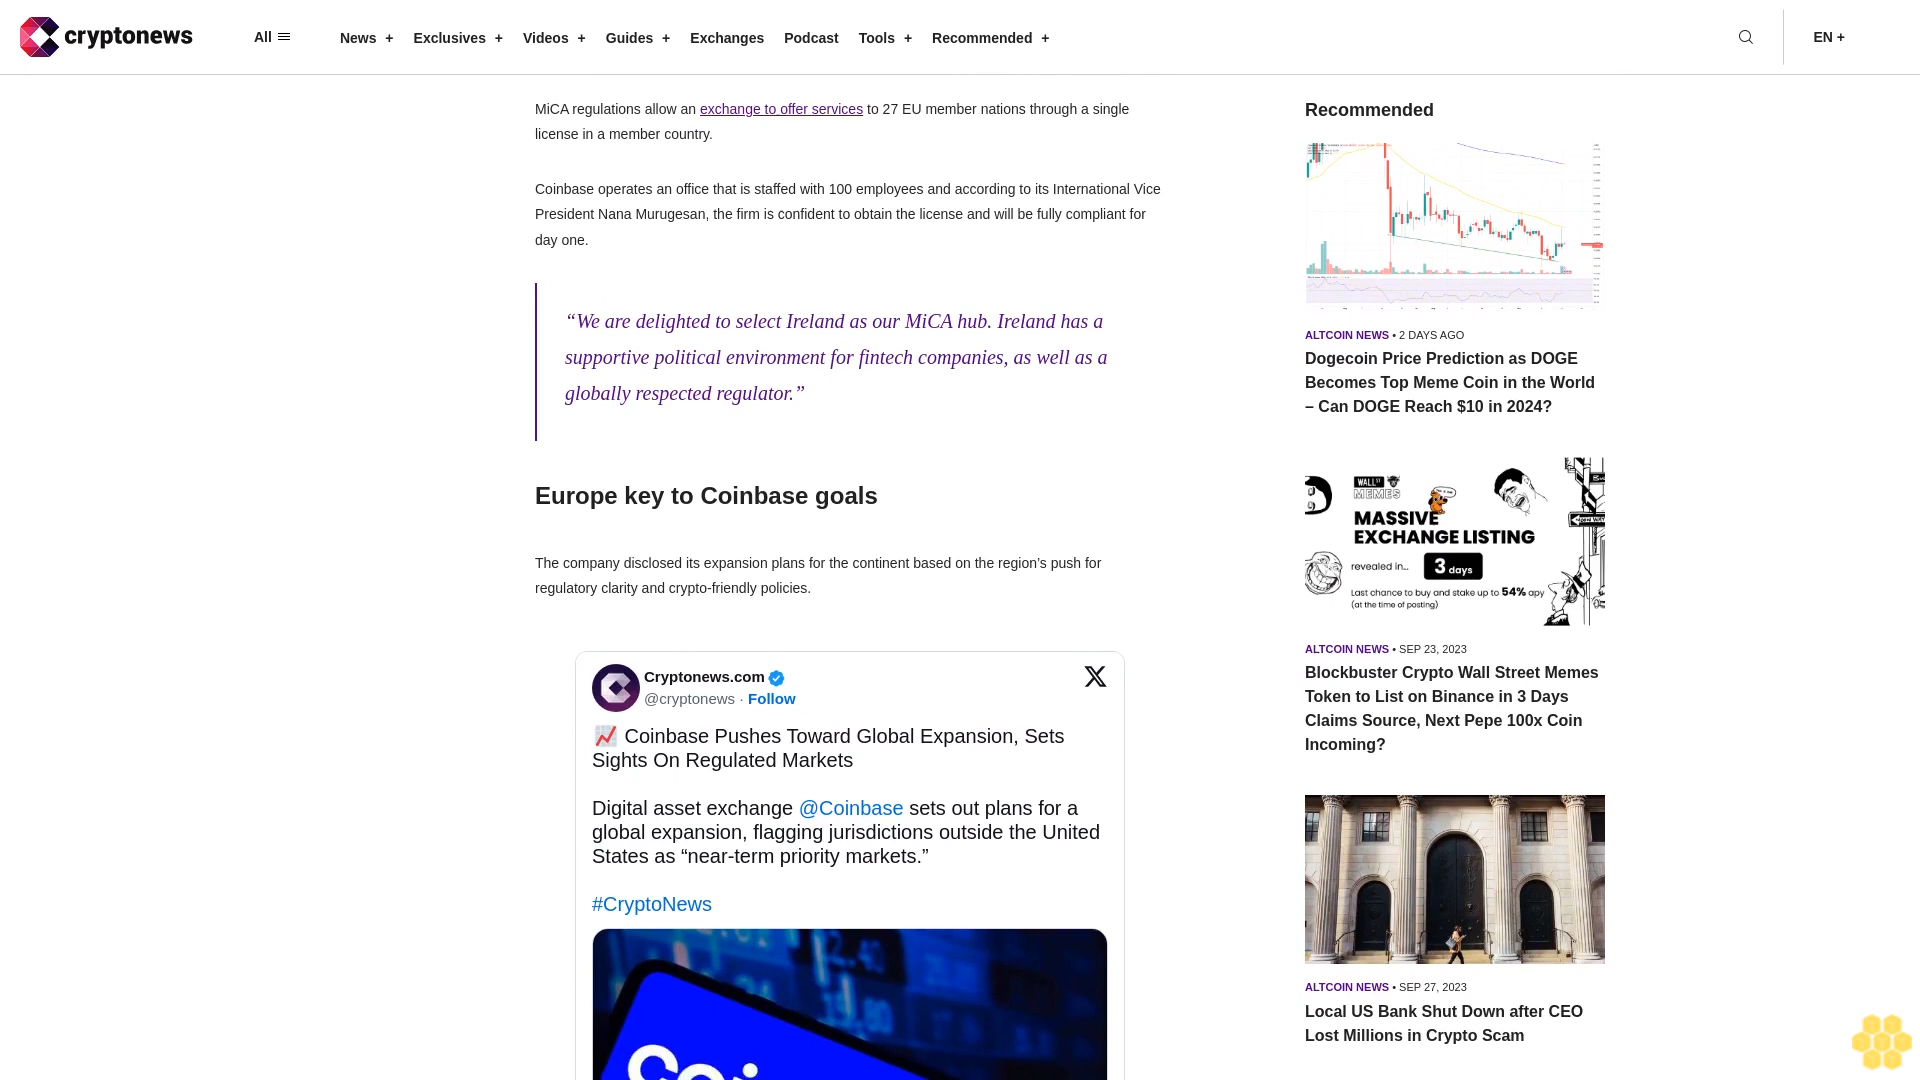 cryptonews
All
News +
Exclusives +
Videos +
Guides +
Exchanges
Podcast
Tools +
Recommended +
EN +
MiCA regulations allow an exchange to offer services to 27 EU member nations through a single
license in a member country.
Coinbase operates an office that is staffed with 100 employees and according to its International Vice
President Nana Murugesan, the firm is confident to obtain the license and will be fully compliant for
day one.
“We are delighted to select Ireland as our MiCA hub. Ireland has a
supportive political environment for fintech companies, as well as a
globally respected regulator.”
Europe key to Coinbase goals
The company disclosed its expansion plans for the continent based on the region’s push for
regulatory clarity and crypto-friendly policies.
Cryptonews.com
@cryptonews · Follow
📈 Coinbase Pushes Toward Global Expansion, Sets
Sights On Regulated Markets
Digital asset exchange @Coinbase sets out plans for a
global expansion, flagging jurisdictions outside the United
States as “near-term priority markets.”
#CryptoNews
Recommended
ALTCOIN NEWS • 2 DAYS AGO
Dogecoin Price Prediction as DOGE
Becomes Top Meme Coin in the World
– Can DOGE Reach $10 in 2024?
WALL ST
MEMES
MASSIVE
EXCHANGE LISTING
revealed in.. 3 days
Last chance to buy and stake up to 54% apy
(at the time of posting)
ALTCOIN NEWS • SEP 23, 2023
Blockbuster Crypto Wall Street Memes
Token to List on Binance in 3 Days
Claims Source, Next Pepe 100x Coin
Incoming?
ALTCOIN NEWS • SEP 27, 2023
Local US Bank Shut Down after CEO
Lost Millions in Crypto Scam